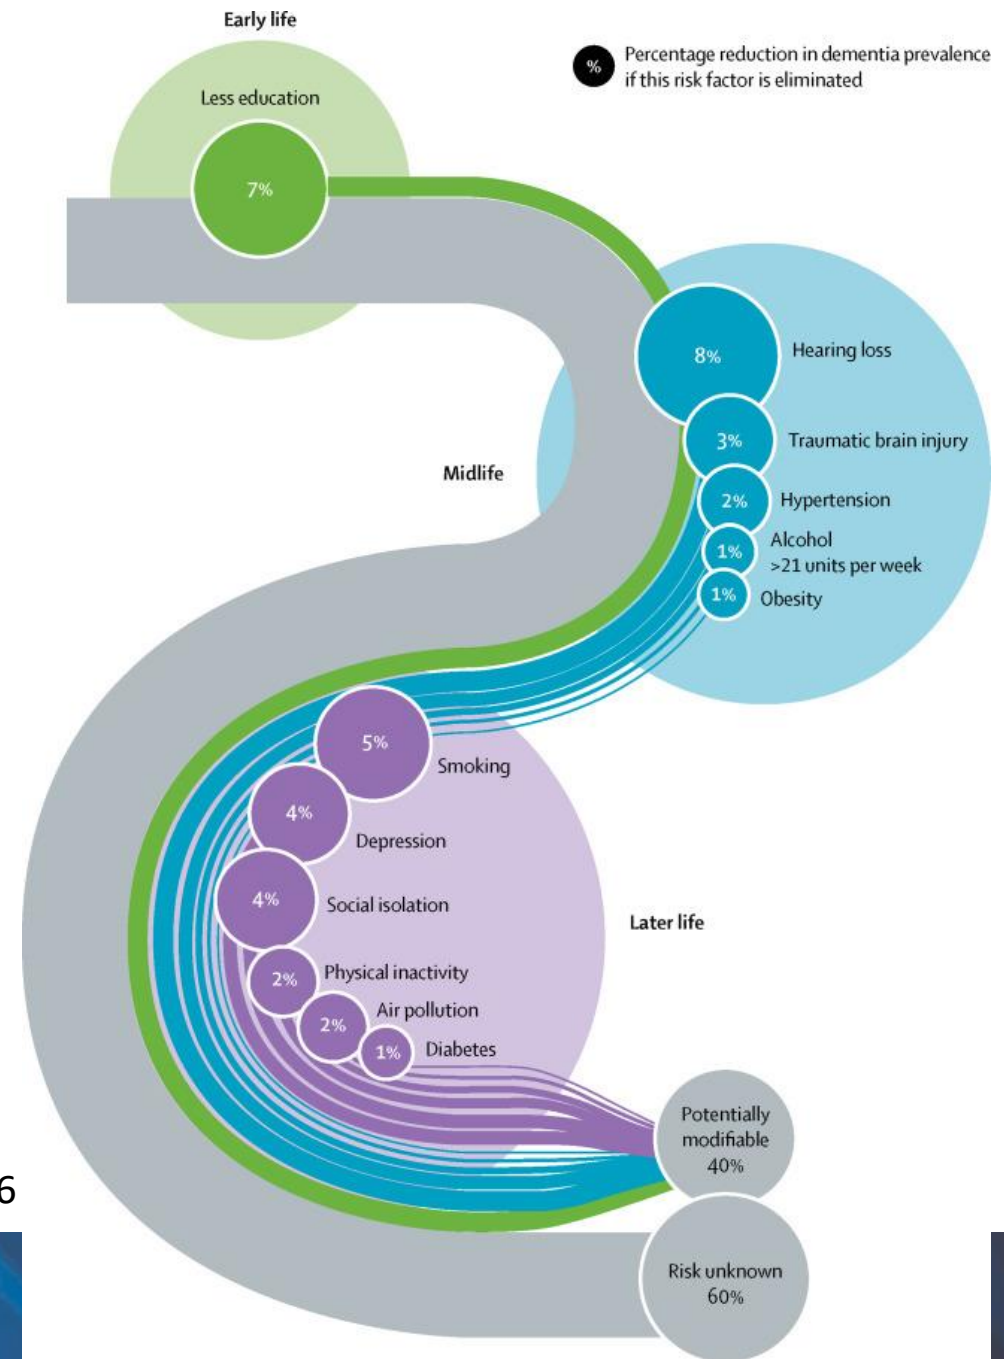 Early life
% Percentage reduction in dementia prevalence
if this risk factor is eliminated
Less education
7%
8% Hearing loss
3% Traumatic brain injury
Midlife
2% Hypertension
1% Alcohol
>21 units per week
1% Obesity
5% Smoking
4% Depression
4% Social isolation
Later life
2% Physical inactivity
2% Air pollution
1% Diabetes
Potentially
modifiable
40%
6
Risk unknown
60%